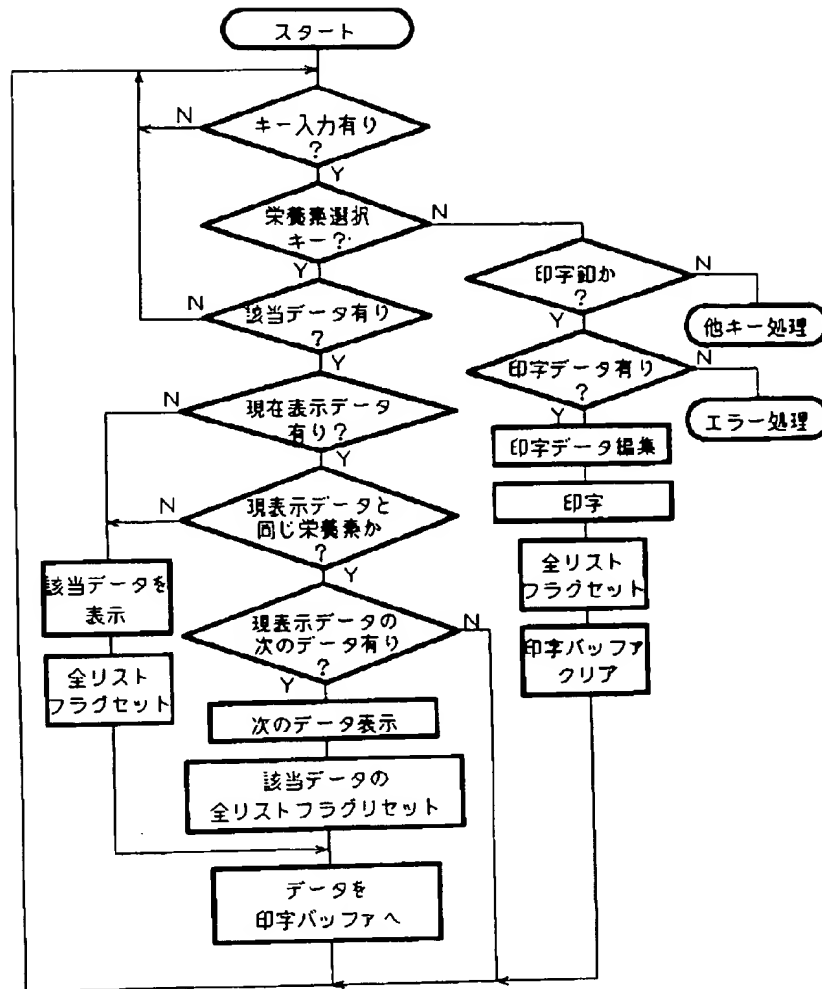 スタート
N
キー入力有り
?
Y
栄養素選択
キー?
N
Y
印字釦か
?
N
Y
他キー処理
N
該当データ有り
?
Y
印字データ有り
?
N
Y
エラー処理
N
現在表示データ
有り?
Y
印字データ編集
印字
N
現表示データと
同じ栄養素か
?
Y
全リスト
フラグセット
該当データを
表示
現表示データの
次のデータ有り
?
N
Y
印字バッファ
クリア
全リスト
フラグセット
次のデータ表示
該当データの
全リストフラグリセット
データを
印字バッファへ